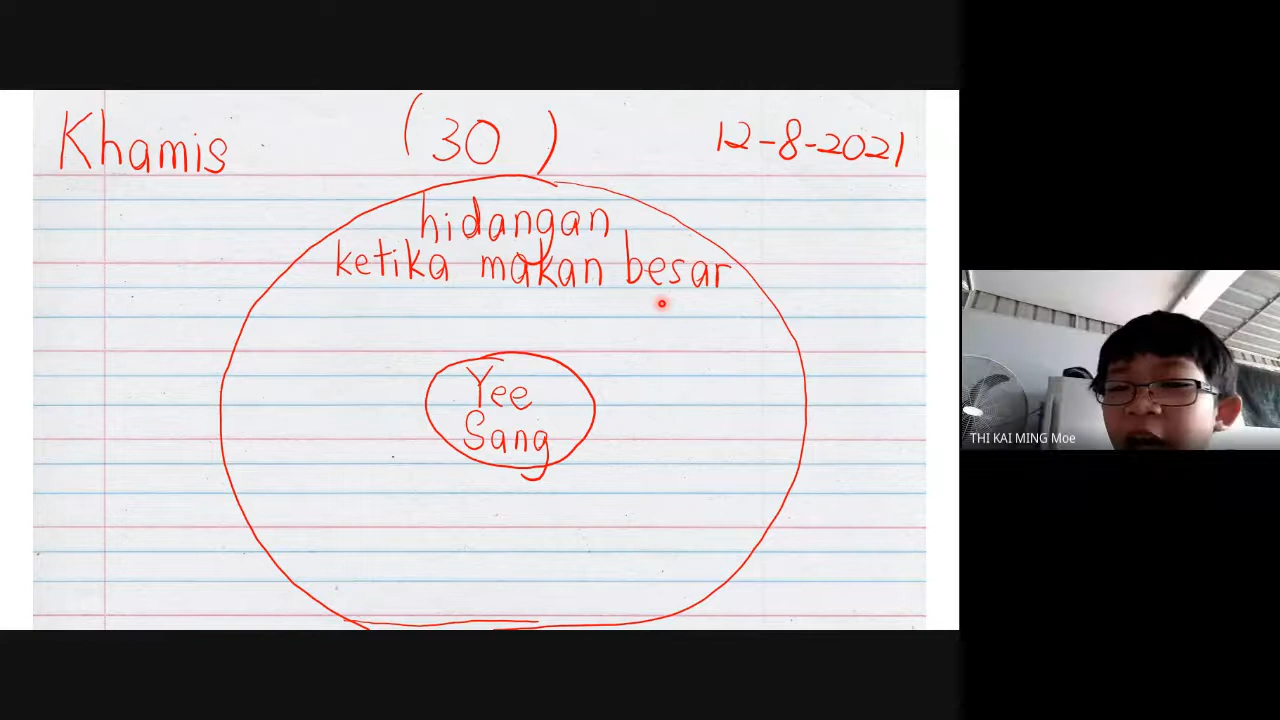 Khamis (30) 12-8-2021
hidangan
ketika makan besar
Yee
Sang
THI KAI MING Moe